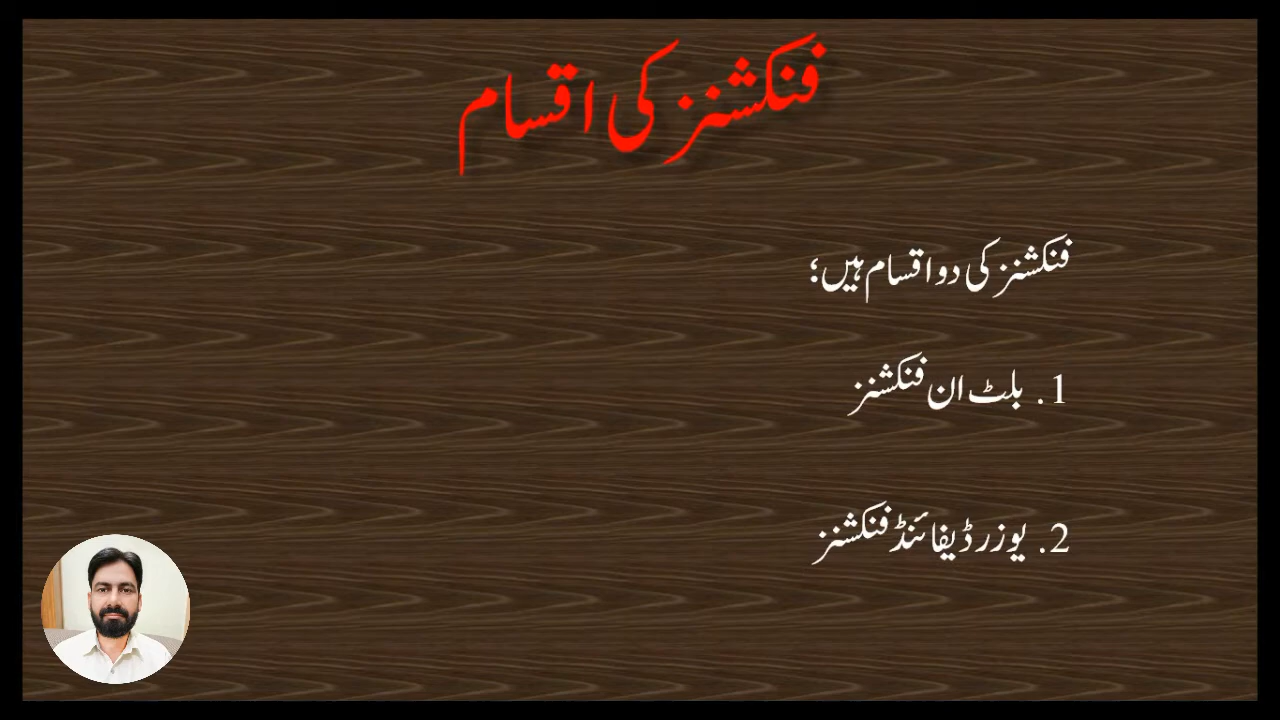 فنکشنز کی اقسام
فنکشنز کی دو اقسام ہیں؛
1. بلٹ ان فنکشنز
2. یوزر ڈیفائنڈ فنکشنز